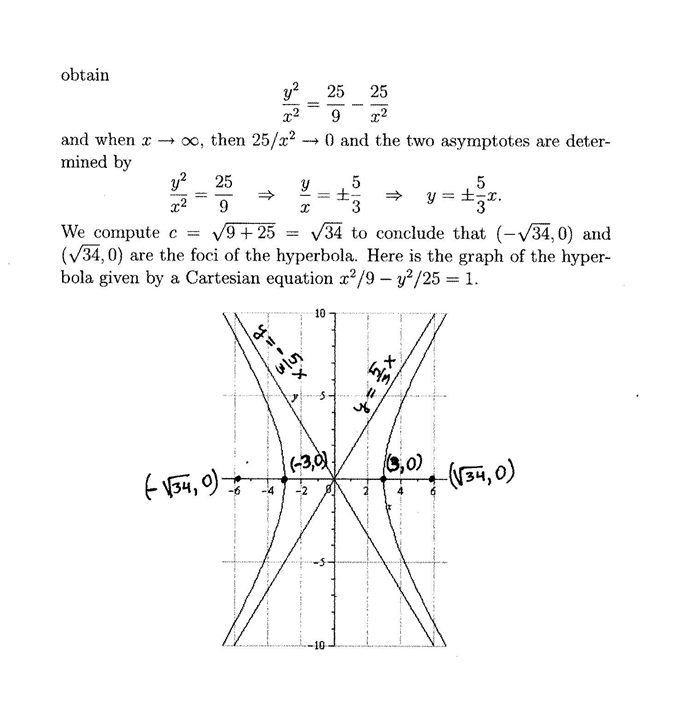 obtain
y²/x² = 25/9 − 25/x²
and when x → ∞, then 25/x² → 0 and the two asymptotes are deter-
mined by
y²/x² = 25/9 ⇒ y/x = ±5/3 ⇒ y = ±5/3x.
We compute c = √9 + 25 = √34 to conclude that (−√34, 0) and
(√34, 0) are the foci of the hyperbola. Here is the graph of the hyper-
bola given by a Cartesian equation x²/9 − y²/25 = 1.
10
y = -5/3 x
y = 5/3 x
y
5
(-3,0)
(3,0)
(-√34, 0)
(√34, 0)
-6 -4 -2 0 2 4 6
x
-5
-10